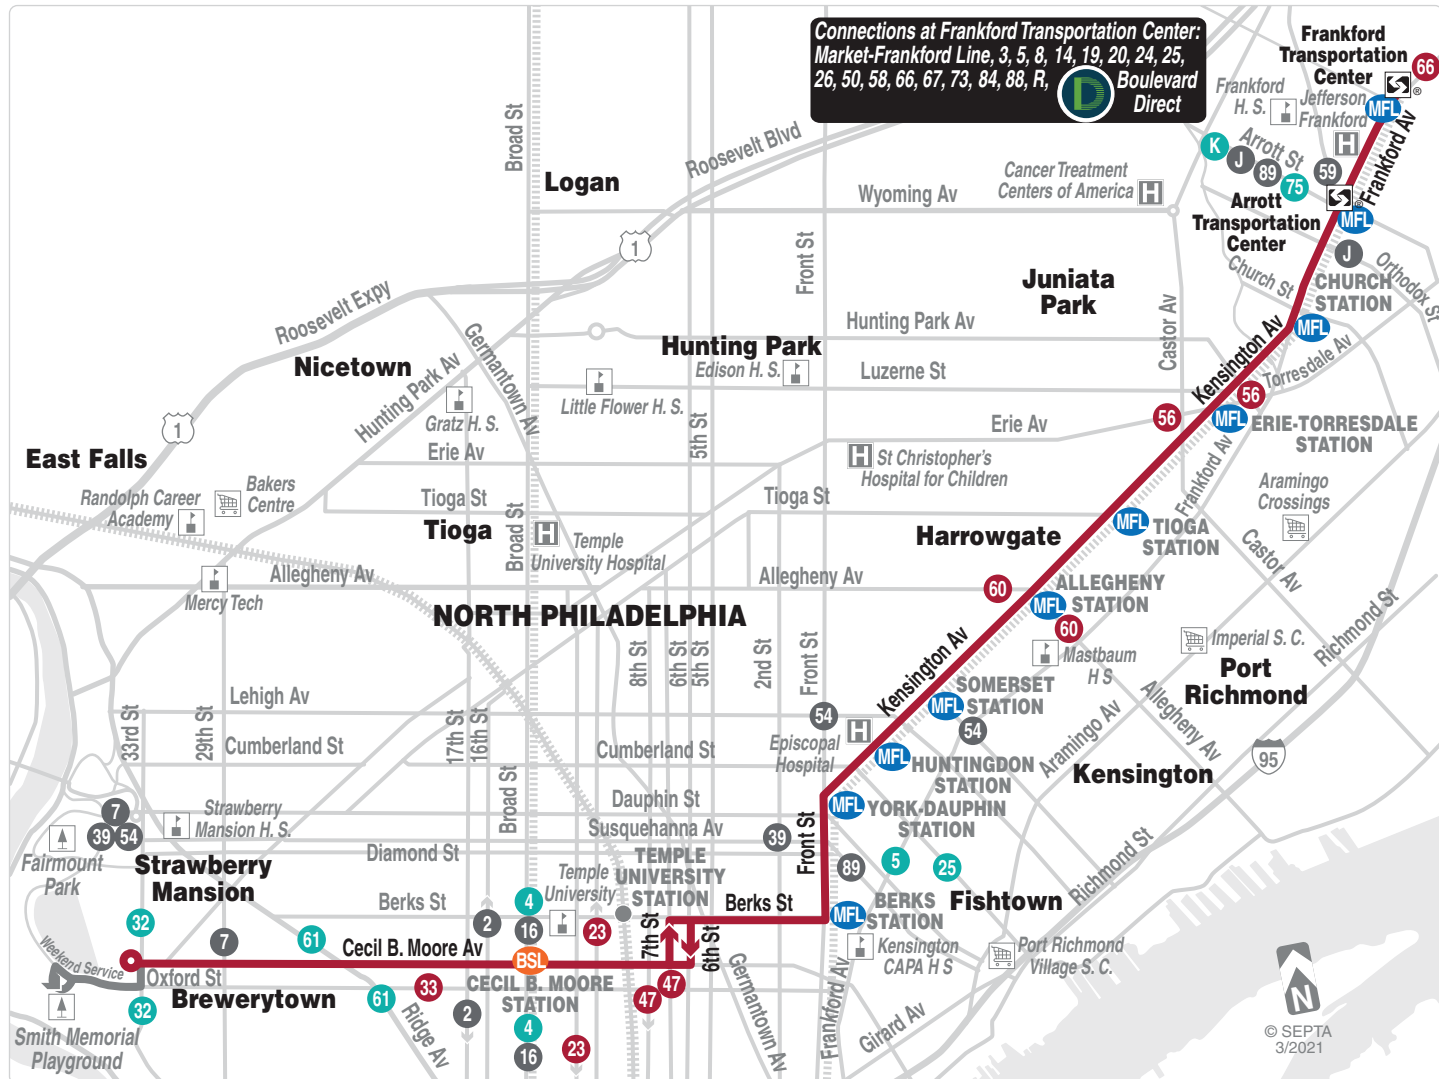 Connections at Frankford Transportation Center:
Market-Frankford Line, 3, 5, 8, 14, 19, 20, 24, 25,
26, 50, 58, 66, 67, 73, 84, 88, R,
D
Boulevard
Direct
Frankford
Transportation
Center
66
MFL
®
Frankford
H. S.
Jefferson
Frankford
H
Frankford Av
K
J
89
75
Arrott St
59
®
Arrott
Transportation
Center
MFL
J
Orthodox St
Church St
CHURCH
STATION
MFL
Broad St
Logan
Roosevelt Blvd
1
Cancer Treatment
Centers of America
H
Wyoming Av
Front St
Juniata
Park
Castor Av
Roosevelt Expy
Germantown Av
Hunting Park Av
Hunting Park
Edison H. S.
Nicetown
Hunting Park Av
Luzerne St
Kensington Av
Torresdale Av
56
56
MFL
ERIE-TORRESDALE
STATION
Little Flower H. S.
Gratz H. S.
1
5th St
Erie Av
Erie Av
East Falls
H
St Christopher's
Hospital for Children
Frankford Av
Aramingo
Crossings
Randolph Career
Academy
Bakers
Centre
Tioga St
Tioga St
Tioga
Broad St
H
Temple
University Hospital
Harrowgate
MFL
TIOGA
STATION
Castor Av
Allegheny Av
Allegheny Av
Mercy Tech
60
ALLEGHENY
STATION
MFL
60
Mastbaum
H S
Imperial S. C.
Richmond St
NORTH PHILADELPHIA
8th St
6th St
5th St
2nd St
Front St
Kensington Av
Port
Richmond
Allegheny Av
Lehigh Av
33rd St
29th St
17th St
16th St
SOMERSET
STATION
MFL
54
54
Aramingo Av
Cumberland St
Cumberland St
Episcopal
Hospital
H
MFL
HUNTINGDON
STATION
Kensington
95
Broad St
Dauphin St
MFL
YORK-DAUPHIN
STATION
7
39
54
Strawberry
Mansion H. S.
Susquehanna Av
39
Front St
Fairmount
Park
Strawberry
Mansion
Diamond St
Temple
University
TEMPLE
UNIVERSITY
STATION
89
5
25
Richmond St
Fishtown
Berks St
4
Berks St
MFL
BERKS
STATION
32
7
61
2
16
23
7th St
6th St
Cecil B. Moore Av
BSL
Kensington
CAPA H S
Port Richmond
Village S. C.
Weekend Service
Oxford St
Brewerytown
61
33
CECIL B. MOORE
STATION
47
47
Germantown Av
Frankford Av
Girard Av
32
Smith Memorial
Playground
Ridge Av
2
4
16
23
N
© SEPTA
3/2021